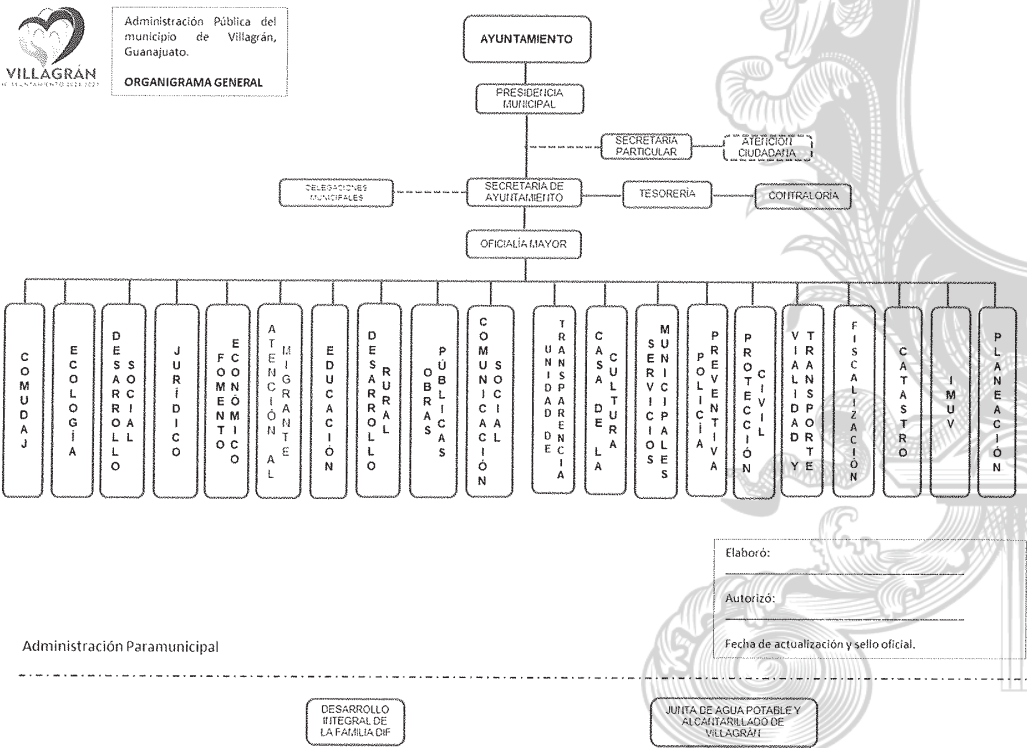 VILLAGRÁN
Administración Pública del
municipio de Villagrán,
Guanajuato.
ORGANIGRAMA GENERAL
AYUNTAMIENTO
PRESIDENCIA
MUNICIPAL
SECRETARIA
PARTICULAR
ATENCION
CIUDADANA
DELEGACIONES
MUNICIPALES
SECRETARIA DE
AYUNTAMIENTO
TESORERÍA
CONTRALORÍA
OFICIALÍA MAYOR
COMUDAJ
ECOLOGÍA
DESARROLLO
SOCIAL
JURÍDICO
FOMENTO
ECONÓMICO
ATENCIÓN AL
MIGRANTE
EDUCACIÓN
DESARROLLO
RURAL
OBRAS
PÚBLICAS
COMUNICACIÓN
SOCIAL
UNIDAD DE
TRANSPARENCIA
CASA DE LA
CULTURA
SERVICIOS
MUNICIPALES
POLICÍA
PREVENTIVA
PROTECCIÓN
CIVIL
VIALIDAD Y
TRANSPORTE
FISCALIZACIÓN
CATASTRO
IMUV
PLANEACIÓN
Elaboró:
Autorizó:
Fecha de actualización y sello oficial.
Administración Paramunicipal
DESARROLLO
INTEGRAL DE
LA FAMILIA DIF
JUNTA DE AGUA POTABLE Y
ALCANTARILLADO DE
VILLAGRÁN